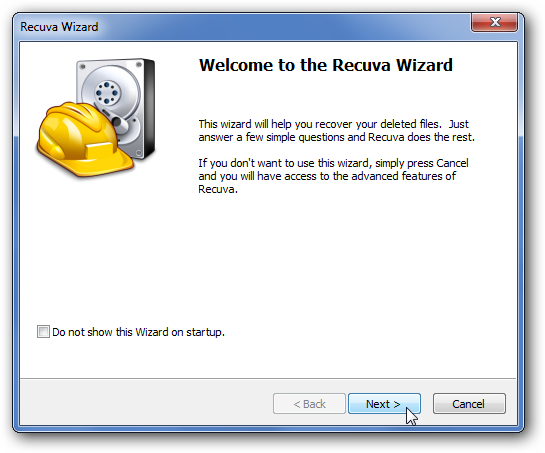 Recuva Wizard
Welcome to the Recuva Wizard
This wizard will help you recover your deleted files.  Just
answer a few simple questions and Recuva does the rest.
If you don't want to use this wizard, simply press Cancel
and you will have access to the advanced features of
Recuva.
Do not show this Wizard on startup.
< Back
Next >
Cancel